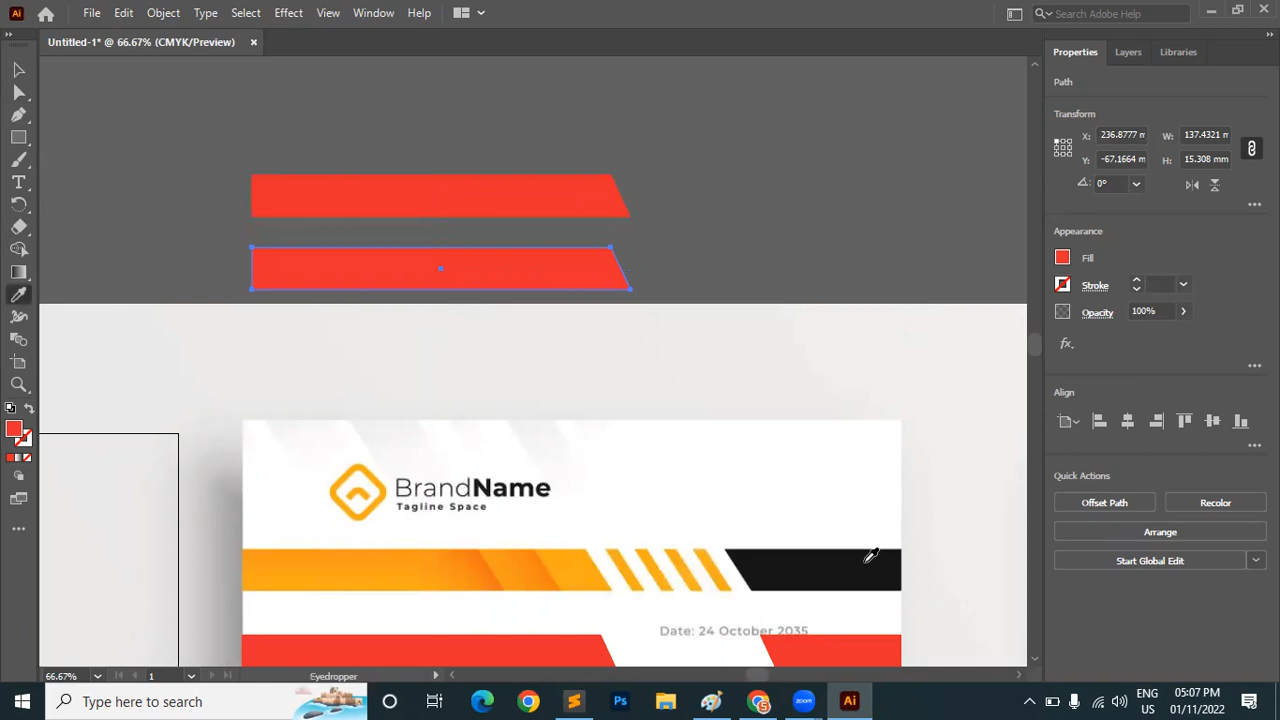 Ai File Edit Object Type Select Effect View Window Help Search Adobe Help
Untitled-1* @ 66.67% (CMYK/Preview) ×
Properties Layers Libraries
Path
Transform
X: 236.8777 m W: 137.4321 m
Y: -67.1664 m H: 15.308 mm
0°
Appearance
Fill
Stroke
Opacity 100%
fx
Align
Quick Actions
Offset Path Recolor
Arrange
Start Global Edit
BrandName
Tagline Space
Date: 24 October 2035
66.67% 1 Eyedropper
Type here to search Ps Ai ENG 05:07 PM
US 01/11/2022